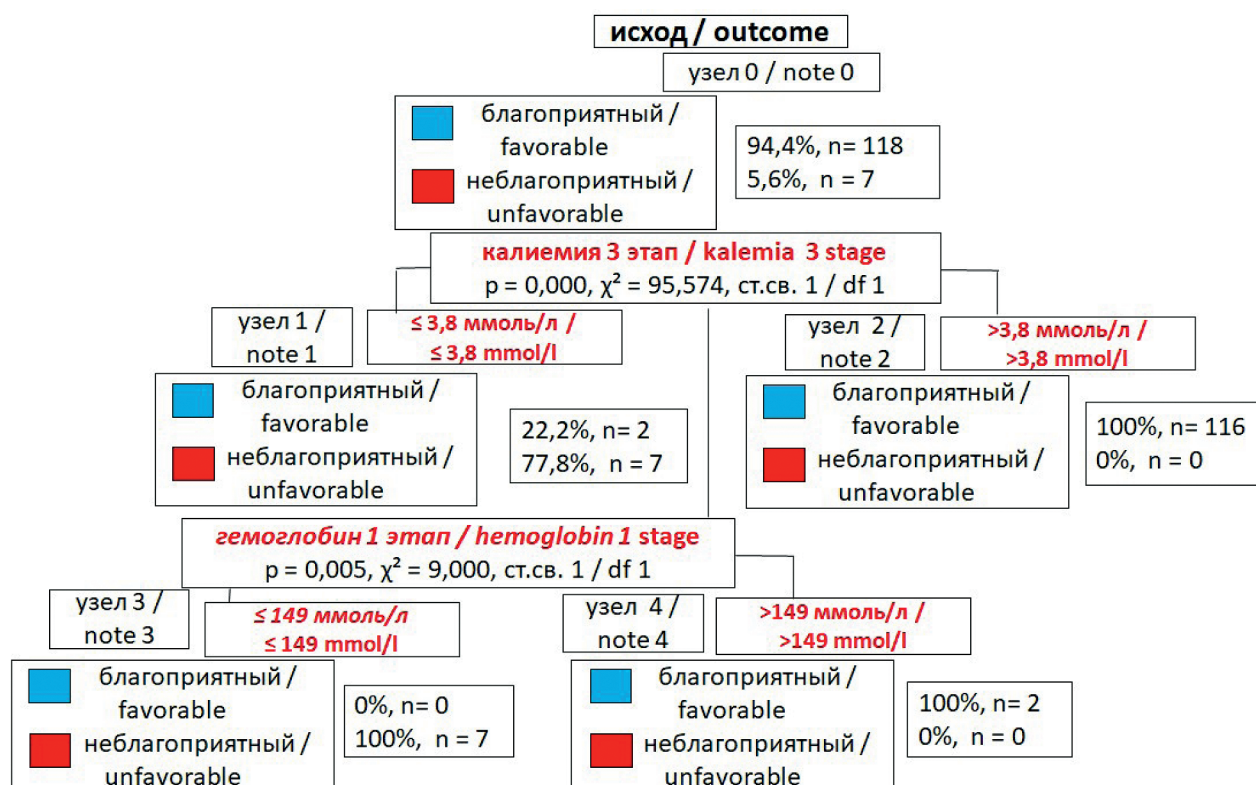 исход / outcome
узел 0 / note 0
благоприятный /
favorable
неблагоприятный /
unfavorable
94,4%, n= 118
5,6%, n = 7
калиемия 3 этап / kalemia 3 stage
p = 0,000, χ² = 95,574, ст.св. 1 / df 1
узел 1 /
note 1
≤ 3,8 ммоль/л /
≤ 3,8 mmol/l
благоприятный /
favorable
неблагоприятный /
unfavorable
22,2%, n= 2
77,8%, n = 7
узел 2 /
note 2
>3,8 ммоль/л /
>3,8 mmol/l
благоприятный /
favorable
неблагоприятный /
unfavorable
100%, n= 116
0%, n = 0
гемоглобин 1 этап / hemoglobin 1 stage
p = 0,005, χ² = 9,000, ст.св. 1 / df 1
узел 3 /
note 3
≤ 149 ммоль/л
≤ 149 mmol/l
благоприятный /
favorable
неблагоприятный /
unfavorable
0%, n= 0
100%, n = 7
узел 4 /
note 4
>149 ммоль/л /
>149 mmol/l
благоприятный /
favorable
неблагоприятный /
unfavorable
100%, n= 2
0%, n = 0